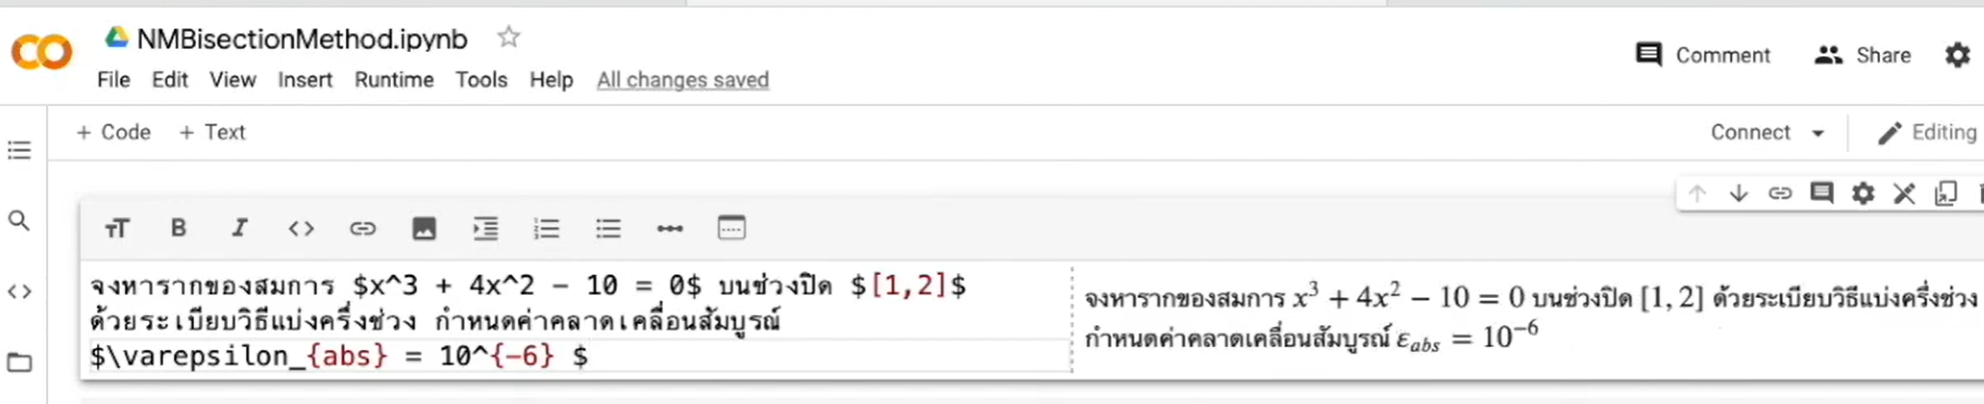 NMBisectionMethod.ipynb
Comment Share
File Edit View Insert Runtime Tools Help All changes saved
+ Code + Text
Connect Editing
จงหารากของสมการ $x^3 + 4x^2 - 10 = 0$ บนช่วงปิด $[1,2]$
ด้วยระเบียบวิธีแบ่งครึ่งช่วง กำหนดค่าคลาดเคลื่อนสัมบูรณ์
$\varepsilon_{abs} = 10^{-6} $
จงหารากของสมการ x³ + 4x² − 10 = 0 บนช่วงปิด [1, 2] ด้วยระเบียบวิธีแบ่งครึ่งช่วง
กำหนดค่าคลาดเคลื่อนสัมบูรณ์ ε_abs = 10⁻⁶